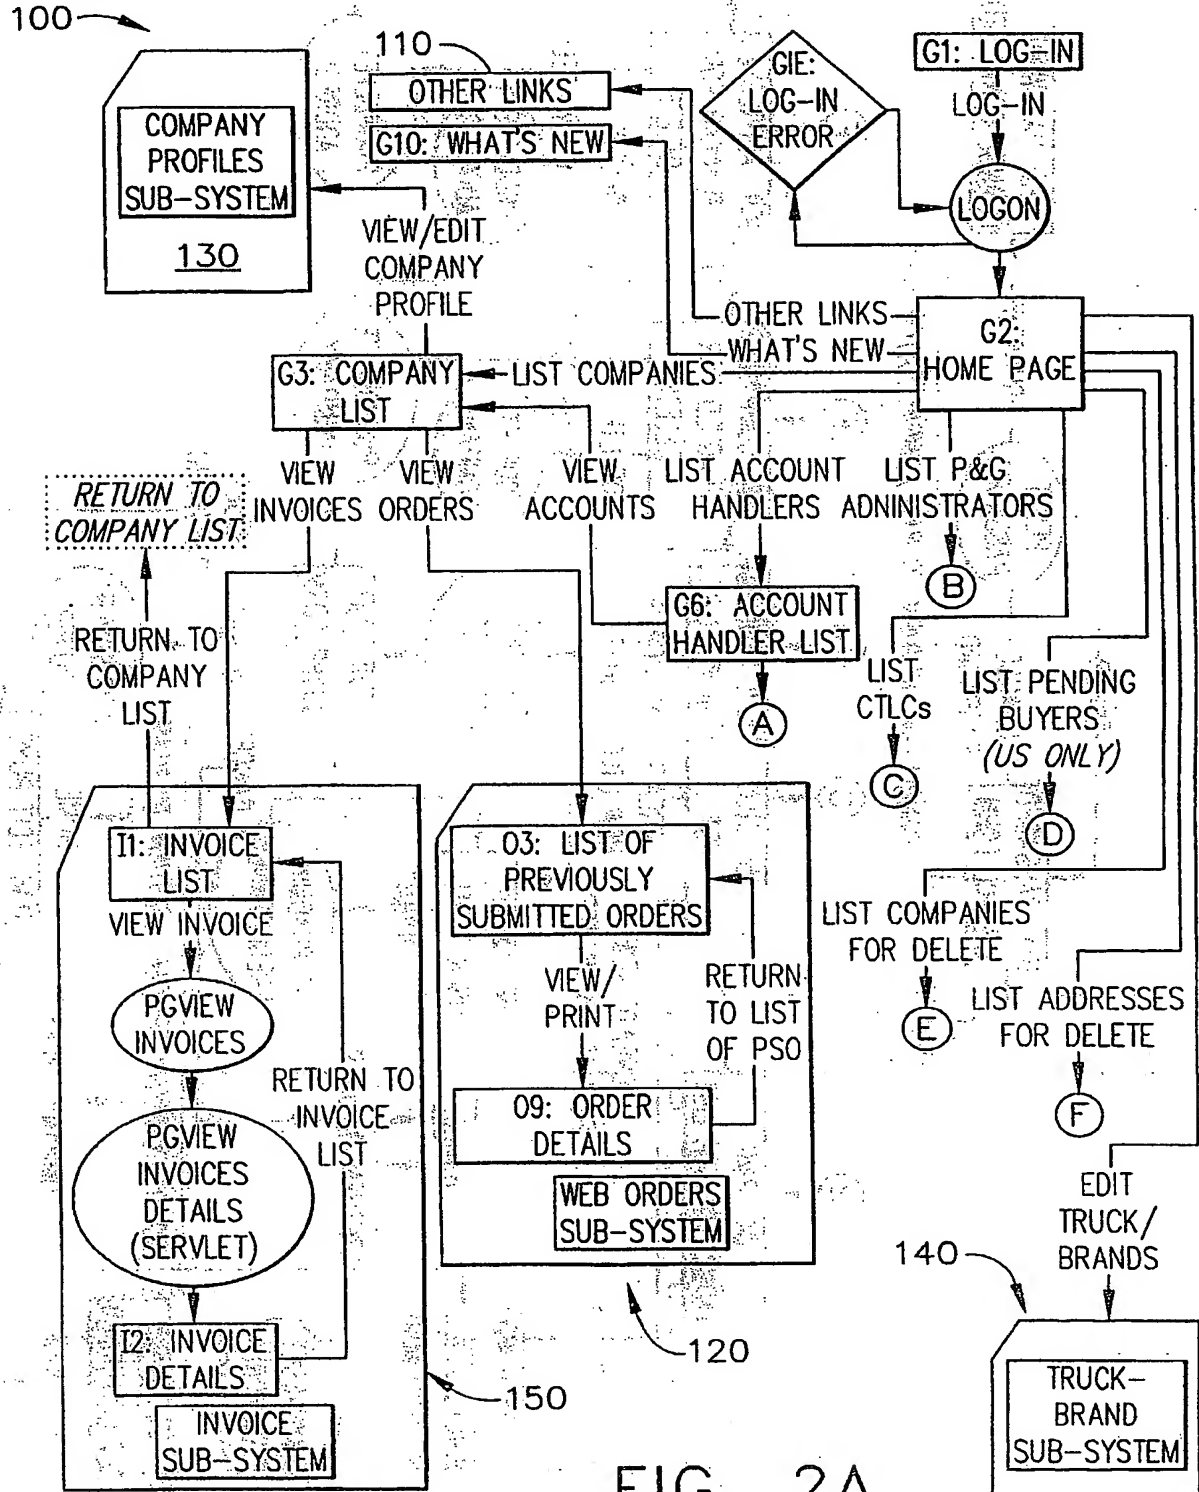 100
110
OTHER LINKS
G10: WHAT'S NEW
GIE:
LOG-IN
ERROR
G1: LOG-IN
LOG-IN
LOGON
COMPANY
PROFILES
SUB-SYSTEM
130
VIEW/EDIT
COMPANY
PROFILE
OTHER LINKS
WHAT'S NEW
G2:
HOME PAGE
G3: COMPANY
LIST
LIST COMPANIES
RETURN TO
COMPANY LIST
VIEW
INVOICES
VIEW
ORDERS
VIEW
ACCOUNTS
LIST ACCOUNT
HANDLERS
LIST P&G
ADNINISTRATORS
B
G6: ACCOUNT
HANDLER LIST
A
RETURN TO
COMPANY
LIST
LIST
CTLCs
C
LIST PENDING
BUYERS
(US ONLY)
D
I1: INVOICE
LIST
VIEW INVOICE
PGVIEW
INVOICES
PGVIEW
INVOICES
DETAILS
(SERVLET)
RETURN TO
INVOICE
LIST
I2: INVOICE
DETAILS
INVOICE
SUB-SYSTEM
150
O3: LIST OF
PREVIOUSLY
SUBMITTED ORDERS
VIEW/
PRINT
RETURN
TO LIST
OF PSO
O9: ORDER
DETAILS
WEB ORDERS
SUB-SYSTEM
120
LIST COMPANIES
FOR DELETE
E
LIST ADDRESSES
FOR DELETE
F
EDIT
TRUCK/
BRANDS
140
TRUCK-
BRAND
SUB-SYSTEM
FIG. 2A